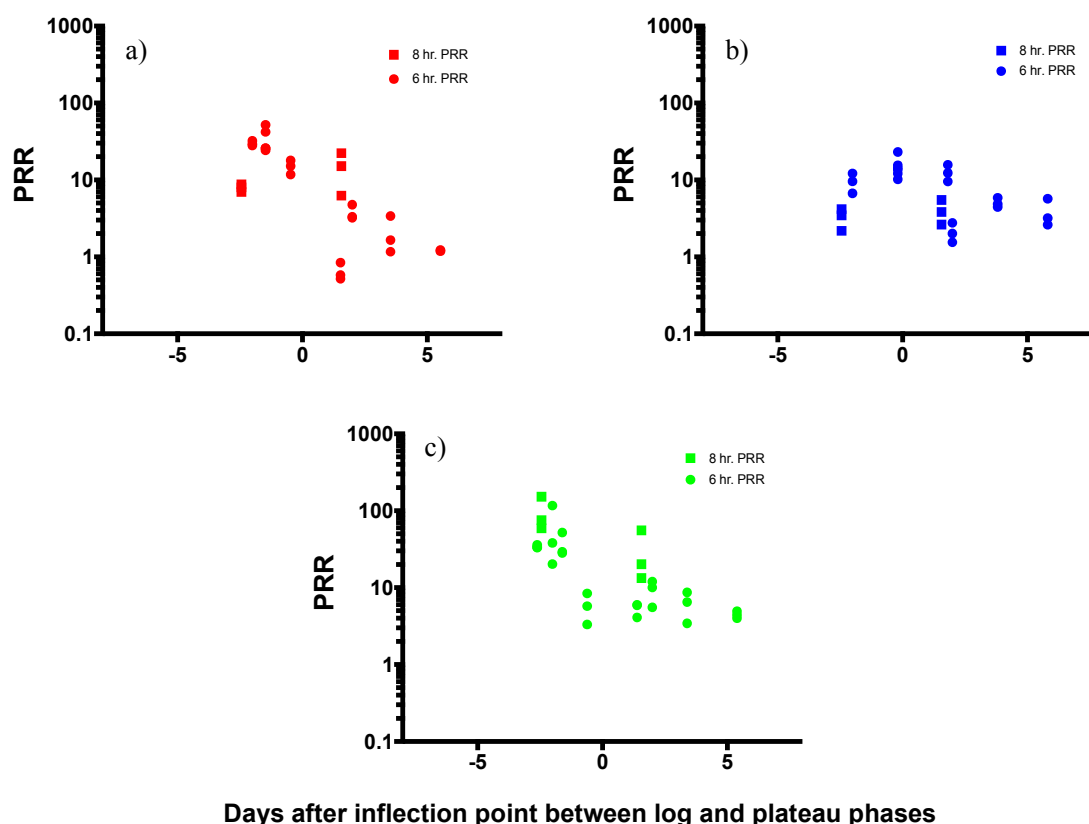 a)
1000
100
10
1
0.1
PRR
-5
0
5
8 hr. PRR
6 hr. PRR
b)
1000
100
10
1
0.1
PRR
-5
0
5
8 hr. PRR
6 hr. PRR
c)
1000
100
10
1
0.1
PRR
-5
0
5
8 hr. PRR
6 hr. PRR
Days after inflection point between log and plateau phases